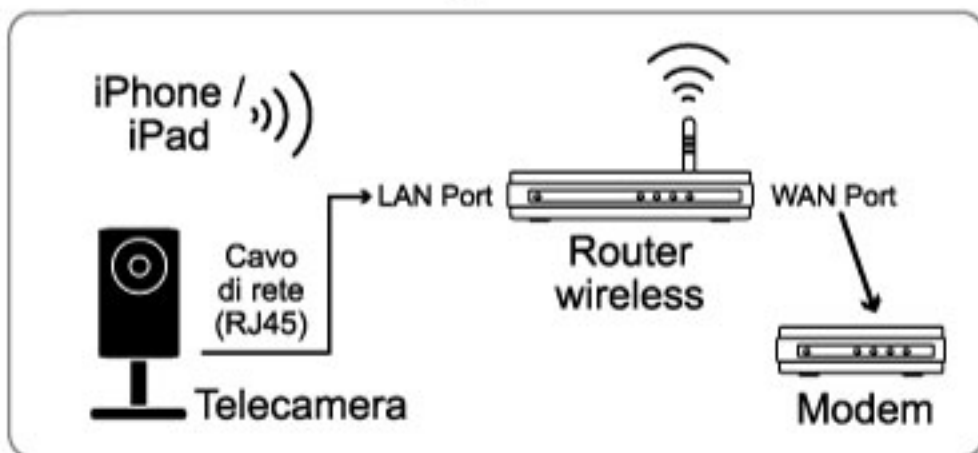 iPhone /
iPad
LAN Port
WAN Port
Cavo
di rete
(RJ45)
Router
wireless
Telecamera
Modem